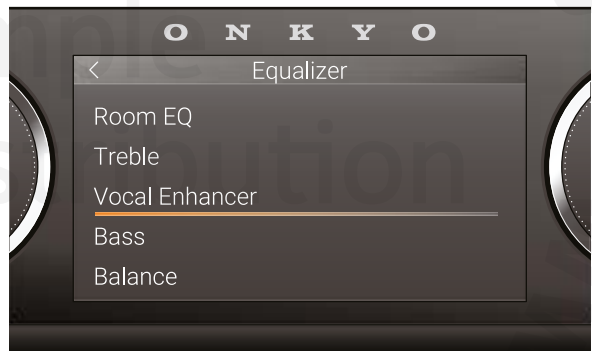 ONKYO
Equalizer
Room EQ
Treble
Vocal Enhancer
Bass
Balance